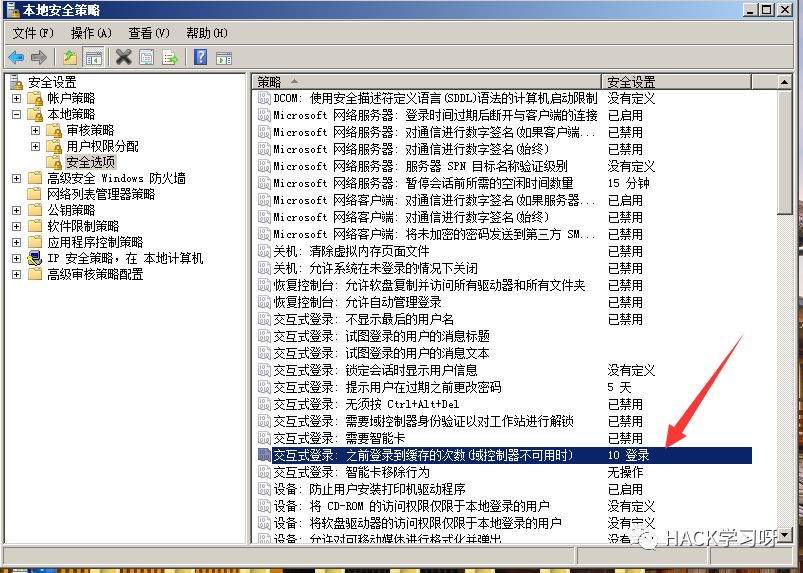 本地安全策略
文件(F) 操作(A) 查看(V) 帮助(H)
安全设置
帐户策略
本地策略
审核策略
用户权限分配
安全选项
高级安全 Windows 防火墙
网络列表管理器策略
公钥策略
软件限制策略
应用程序控制策略
IP 安全策略，在 本地计算机
高级审核策略配置
策略 安全设置
DCOM: 使用安全描述符定义语言(SDDL)语法的计算机启动限制 没有定义
Microsoft 网络服务器: 登录时间过期后断开与客户端的连接 已启用
Microsoft 网络服务器: 对通信进行数字签名(如果客户端... 已禁用
Microsoft 网络服务器: 对通信进行数字签名(始终) 已禁用
Microsoft 网络服务器: 服务器 SPN 目标名称验证级别 没有定义
Microsoft 网络服务器: 暂停会话前所需的空闲时间数量 15 分钟
Microsoft 网络客户端: 对通信进行数字签名(如果服务器... 已启用
Microsoft 网络客户端: 对通信进行数字签名(始终) 已禁用
Microsoft 网络客户端: 将未加密的密码发送到第三方 SM... 已禁用
关机: 清除虚拟内存页面文件 已禁用
关机: 允许系统在未登录的情况下关闭 已禁用
恢复控制台: 允许软盘复制并访问所有驱动器和所有文件夹 已禁用
恢复控制台: 允许自动管理登录 已禁用
交互式登录: 不显示最后的用户名 已禁用
交互式登录: 试图登录的用户的消息标题
交互式登录: 试图登录的用户的消息文本
交互式登录: 锁定会话时显示用户信息 没有定义
交互式登录: 提示用户在过期之前更改密码 5 天
交互式登录: 无须按 Ctrl+Alt+Del 已禁用
交互式登录: 需要域控制器身份验证以对工作站进行解锁 已禁用
交互式登录: 需要智能卡 已禁用
交互式登录: 之前登录到缓存的次数(域控制器不可用时) 10 登录
交互式登录: 智能卡移除行为 无操作
设备: 防止用户安装打印机驱动程序 已启用
设备: 将 CD-ROM 的访问权限仅限于本地登录的用户 没有定义
设备: 将软盘驱动器的访问权限仅限于本地登录的用户 没有定义
设备: 允许对可移动媒体进行格式化并弹出 没有
HACK学习呀